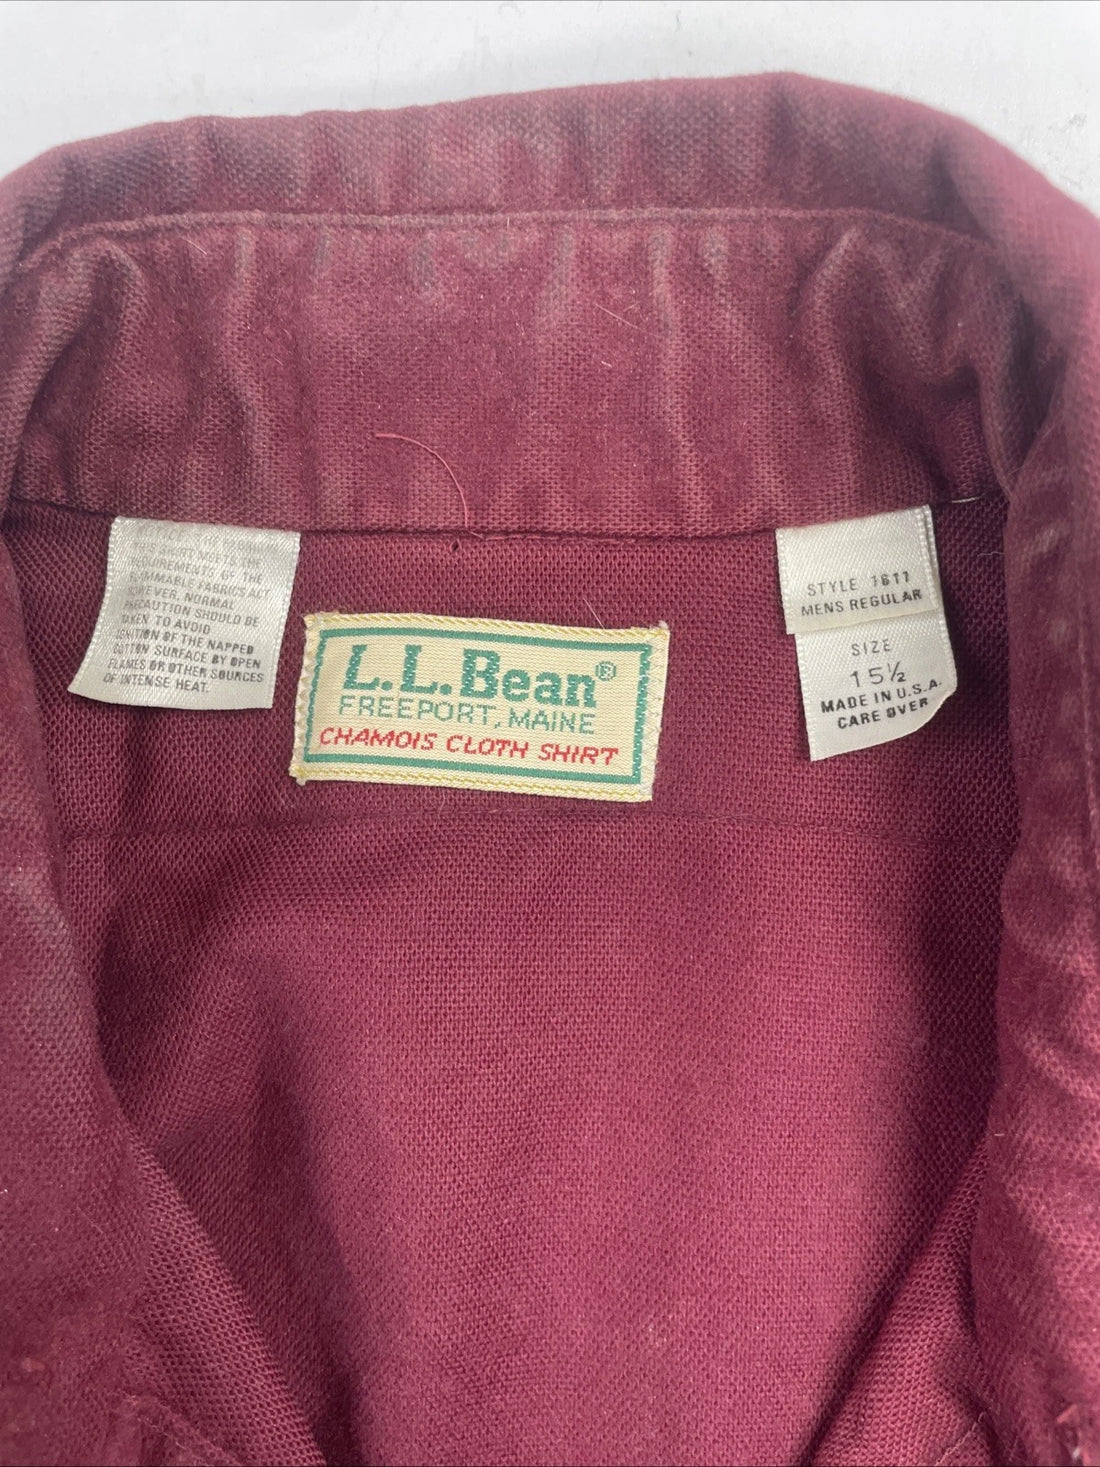 THIS SHIRT MEETS THE
REQUIREMENTS OF THE
FLAMMABLE FABRICS ACT
HOWEVER, NORMAL
PRECAUTION SHOULD BE
TAKEN TO AVOID
IGNITION OF THE NAPPED
COTTON SURFACE BY OPEN
FLAMES OR OTHER SOURCES
OF INTENSE HEAT.
L.L.Bean®
FREEPORT, MAINE
CHAMOIS CLOTH SHIRT
STYLE 1611
MENS REGULAR
SIZE
15½
MADE IN U.S.A.
CARE OVER